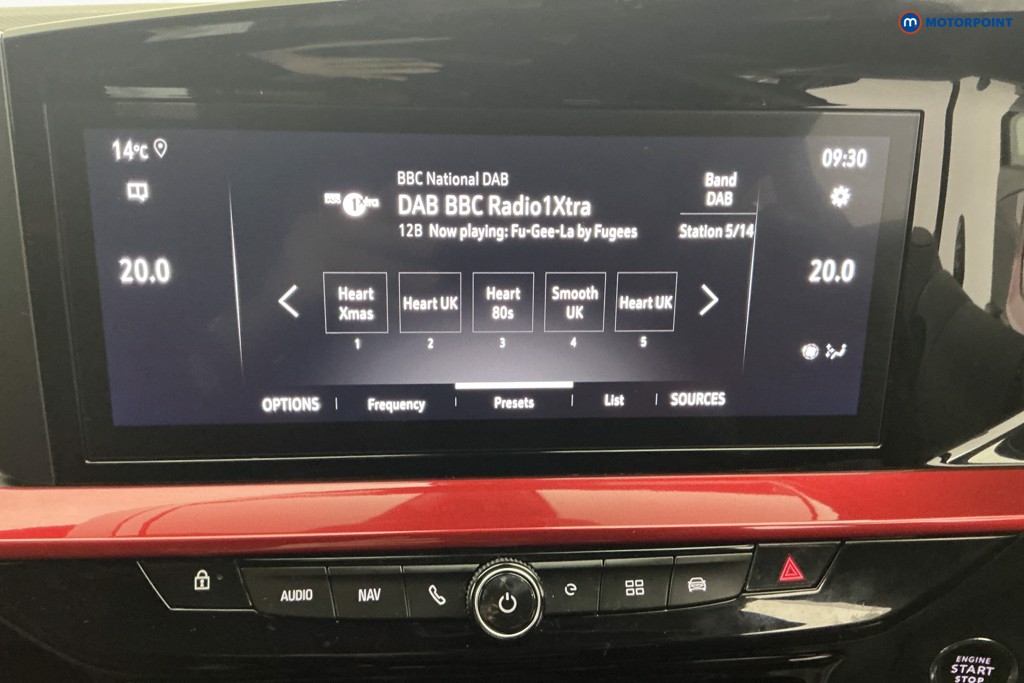 m MOTORPOINT
14°C
09:30
BBC National DAB
DAB BBC Radio1Xtra
12B Now playing: Fu-Gee-La by Fugees
Band
DAB
Station 5/14
20.0
20.0
Heart
Xmas
Heart UK
Heart
80s
Smooth
UK
Heart UK
1
2
3
4
5
OPTIONS
Frequency
Presets
List
SOURCES
AUDIO
NAV
ENGINE
START
STOP